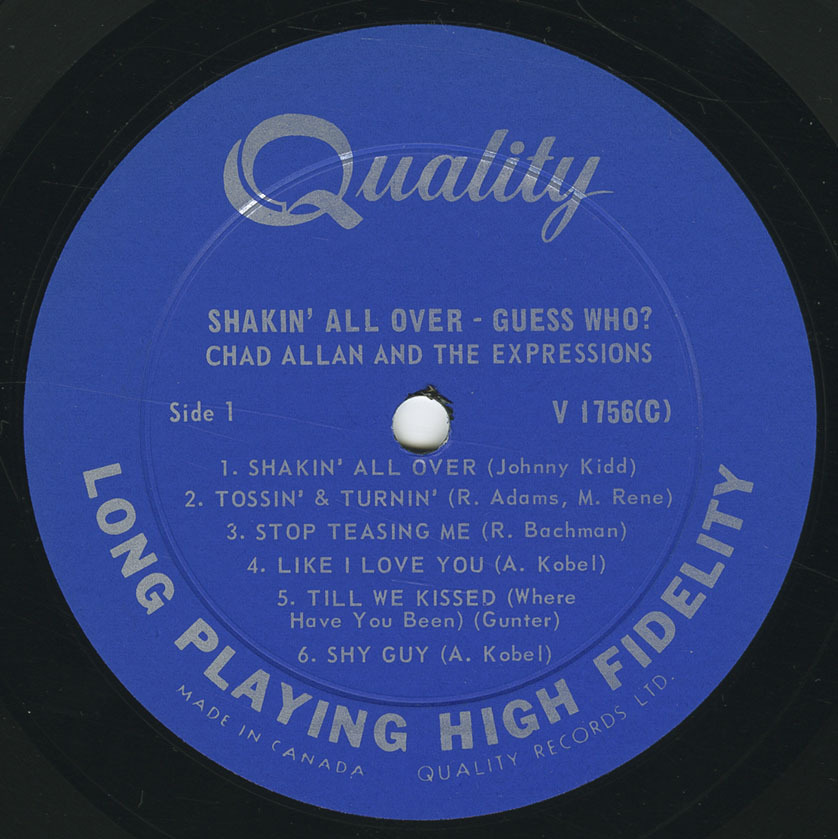 Quality
SHAKIN' ALL OVER - GUESS WHO?
CHAD ALLAN AND THE EXPRESSIONS
Side 1
V 1756(C)
1. SHAKIN' ALL OVER (Johnny Kidd)
2. TOSSIN' & TURNIN' (R. Adams, M. Rene)
3. STOP TEASING ME (R. Bachman)
4. LIKE I LOVE YOU (A. Kobel)
5. TILL WE KISSED (Where
Have You Been) (Gunter)
6. SHY GUY (A. Kobel)
LONG PLAYING HIGH FIDELITY
MADE IN CANADA
QUALITY RECORDS LTD.